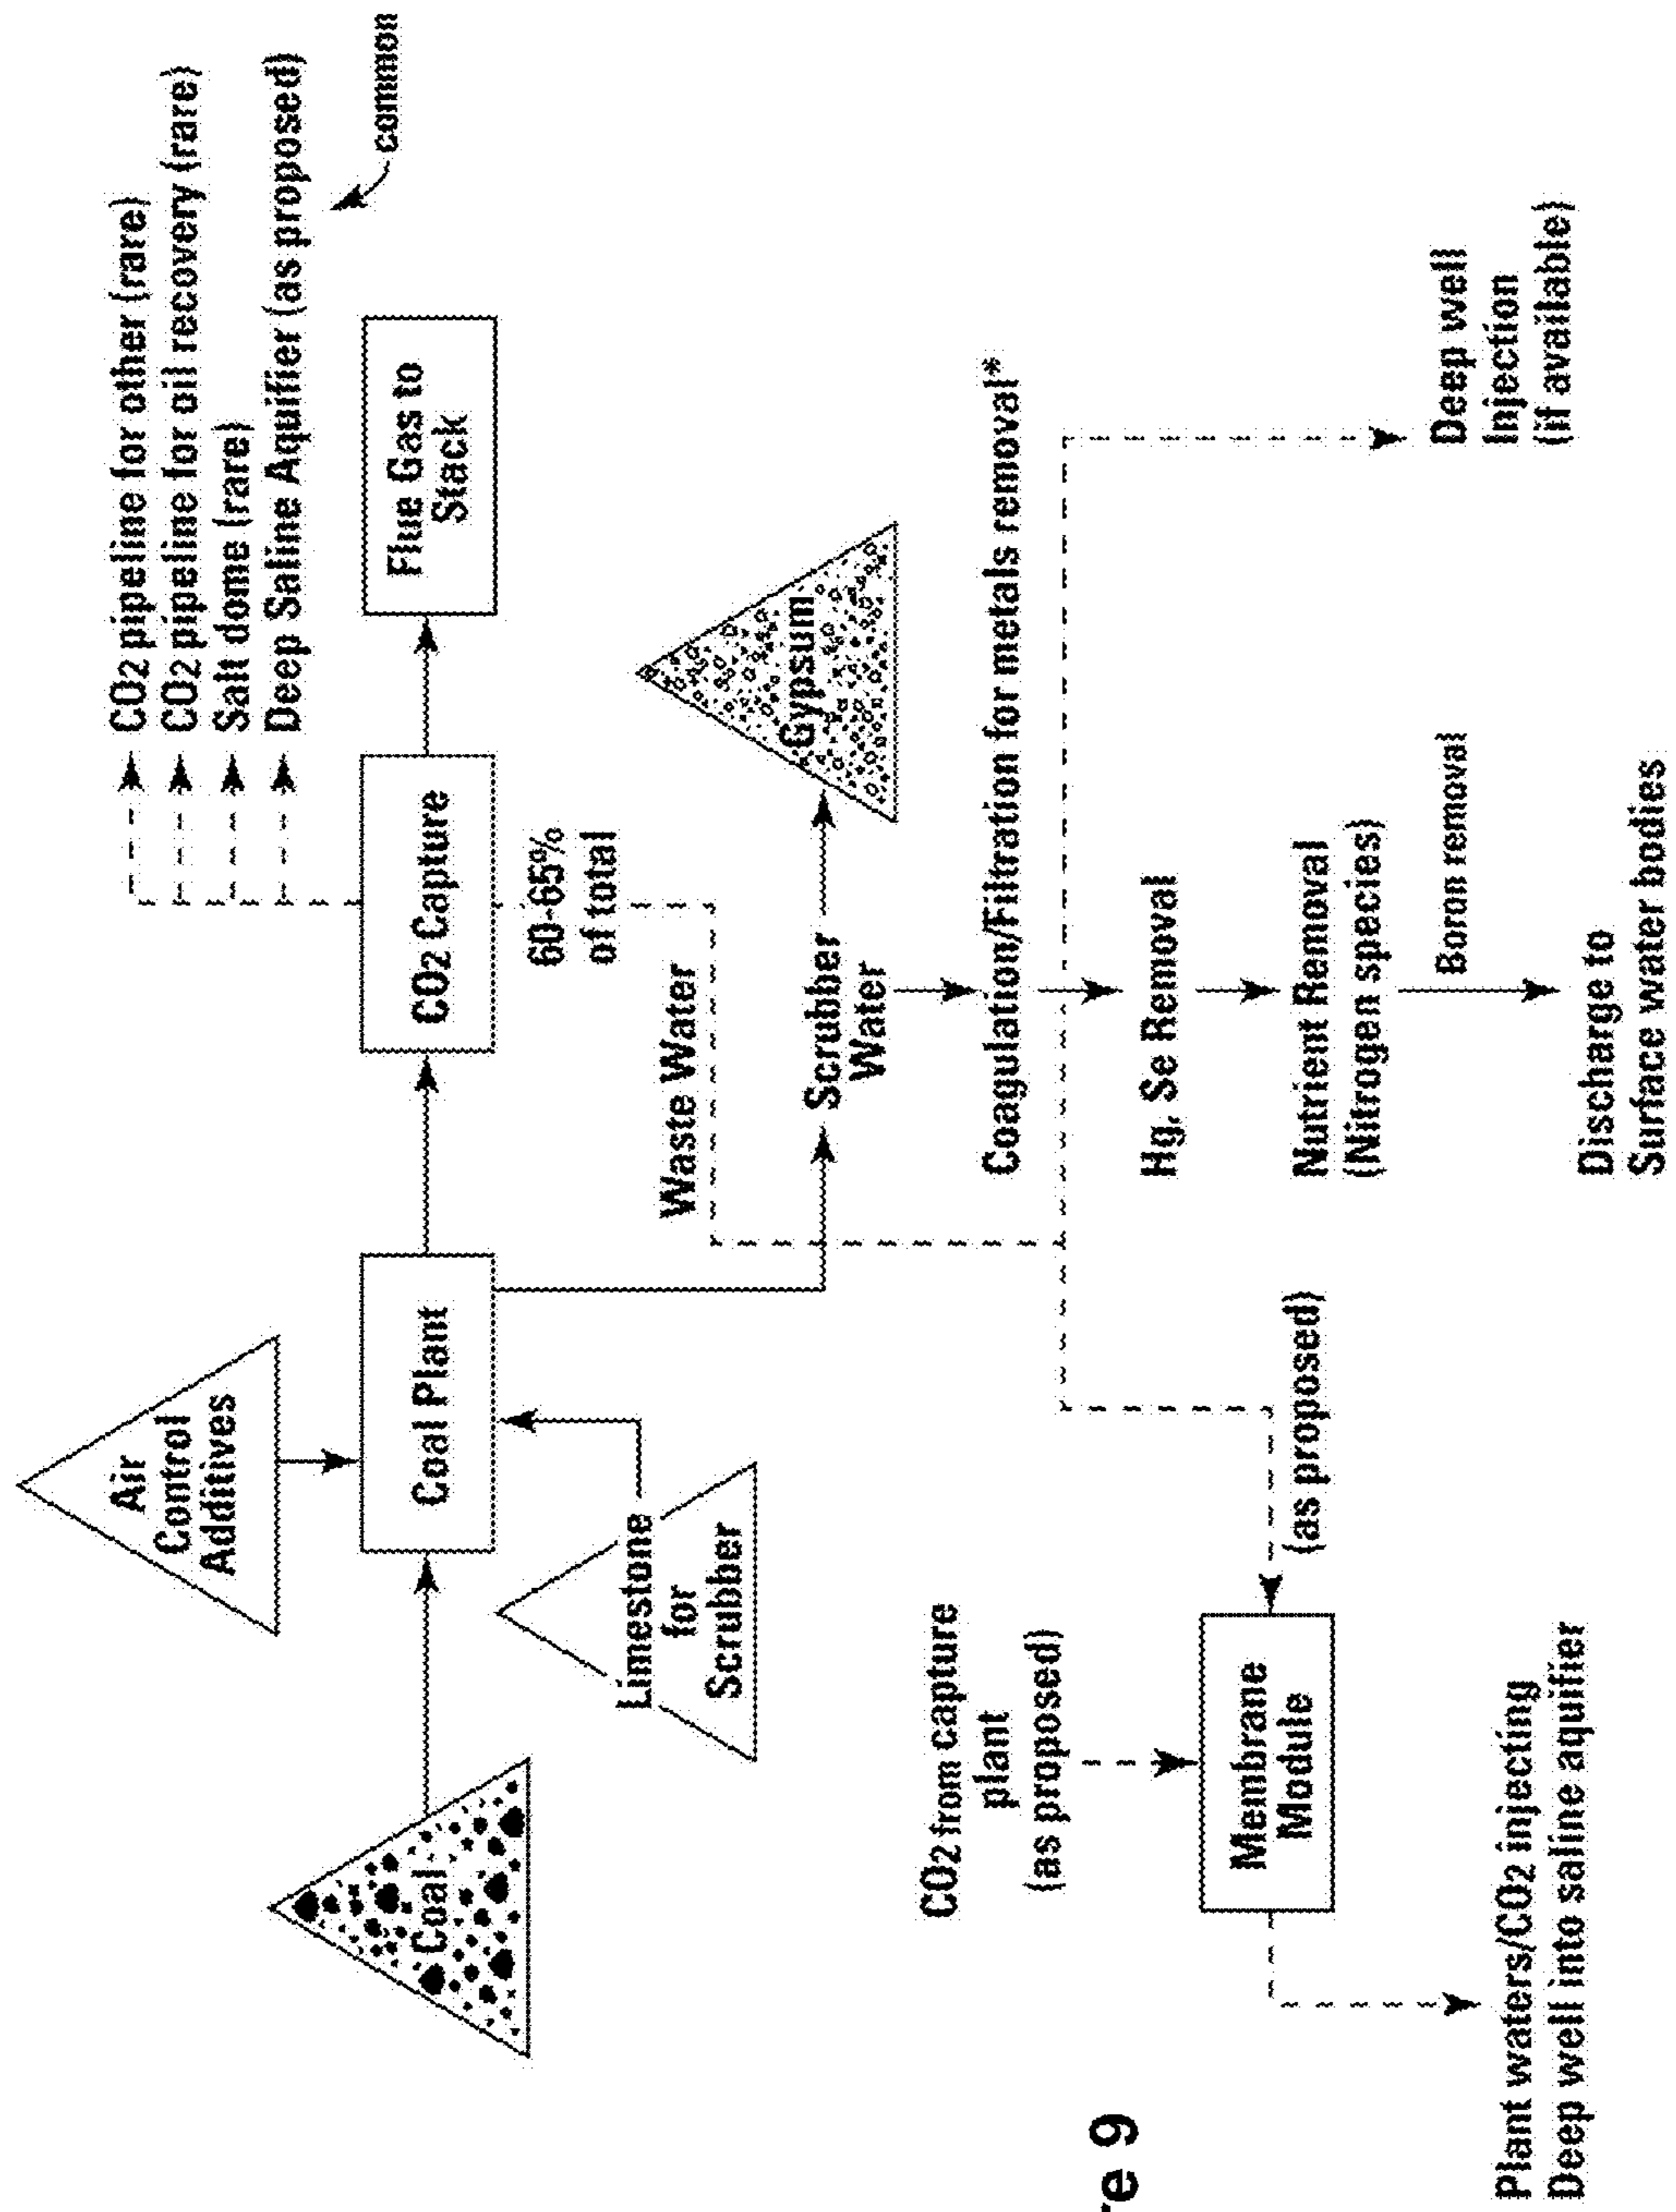 Air
Control
Additives
CO2 pipeline for other (rare)
CO2 pipeline for oil recovery (rare)
Salt dome (rare)
Deep Saline Aquifier (as proposed)
common
Coal
Coal Plant
CO2 Capture
Flue Gas to
Stack
Limestone
for
Scrubber
60-65%
of total
Waste Water
Scrubber
Water
Gypsum
CO2 from capture
plant
(as proposed)
Coagulation/Filtration for metals removal*
Hg, Se Removal
Membrane
Module
(as proposed)
Nutrient Removal
(Nitrogen species)
Boron removal
Deep well
Injection
(if available)
Plant waters/CO2 injecting
Deep well into saline aquifier
Discharge to
Surface water bodies
re 9